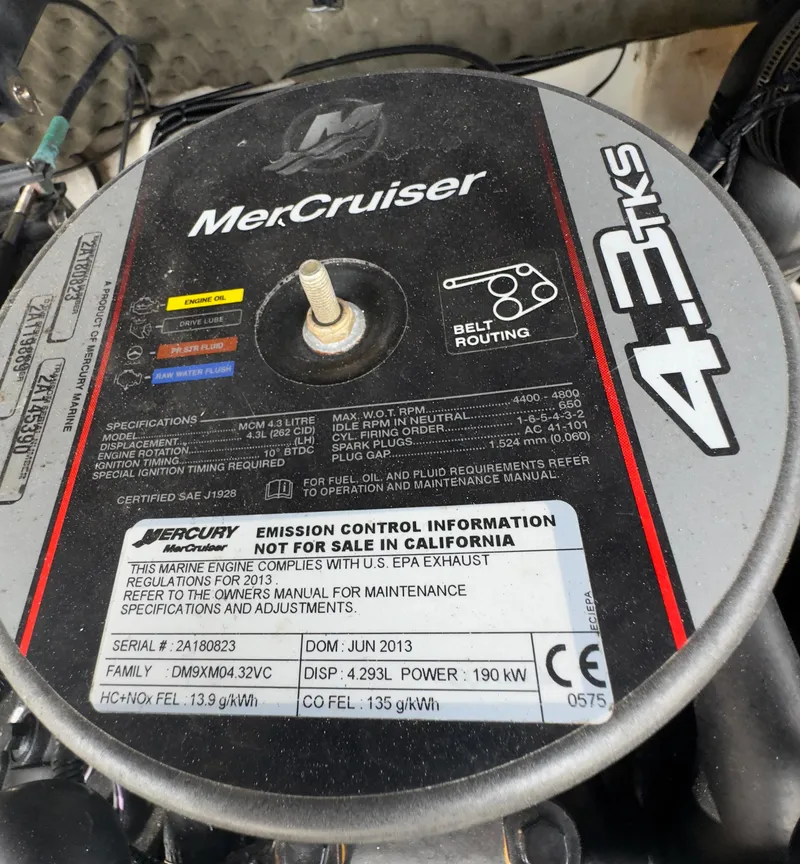 M
MerCruiser
4.3TKS
ENGINE OIL
DRIVE LUBE
PR STR FLUID
RAW WATER FLUSH
BELT
ROUTING
2A180823
2A119869
2A145390
A PRODUCT OF MERCURY MARINE
SPECIFICATIONS
MODEL MCM 4.3 LITRE
DISPLACEMENT 4.3L (262 CID)
ENGINE ROTATION (LH)
IGNITION TIMING 10° BTDC
SPECIAL IGNITION TIMING REQUIRED
MAX. W.O.T. RPM 4400 - 4800
IDLE RPM IN NEUTRAL 650
CYL. FIRING ORDER 1-6-5-4-3-2
SPARK PLUGS AC 41-101
PLUG GAP 1.524 mm (0.060)
CERTIFIED SAE J1928
FOR FUEL, OIL, AND FLUID REQUIREMENTS REFER
TO OPERATION AND MAINTENANCE MANUAL.
MERCURY
MerCruiser
EMISSION CONTROL INFORMATION
NOT FOR SALE IN CALIFORNIA
THIS MARINE ENGINE COMPLIES WITH U.S. EPA EXHAUST
REGULATIONS FOR 2013 .
REFER TO THE OWNERS MANUAL FOR MAINTENANCE
SPECIFICATIONS AND ADJUSTMENTS.
ECIEPA
SERIAL # : 2A180823
DOM : JUN 2013
FAMILY : DM9XM04.32VC
DISP : 4.293L POWER : 190 kW
HC+NOx FEL : 13.9 g/kWh
CO FEL : 135 g/kWh
CE
0575